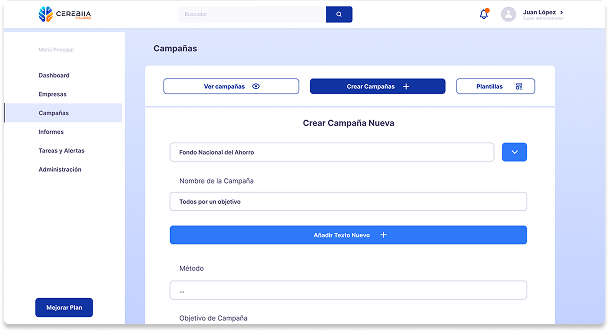 CEREBIIA
Buscador
Juan López >
Super Administrador
Menú Principal
Dashboard
Empresas
Campañas
Informes
Tareas y Alertas
Administración
Mejorar Plan
Campañas
Ver campañas
Crear Campañas +
Plantillas
Crear Campaña Nueva
Fondo Nacional del Ahorro
Nombre de la Campaña
Todos por un objetivo
Añadir Texto Nuevo +
Método
...
Objetivo de Campaña